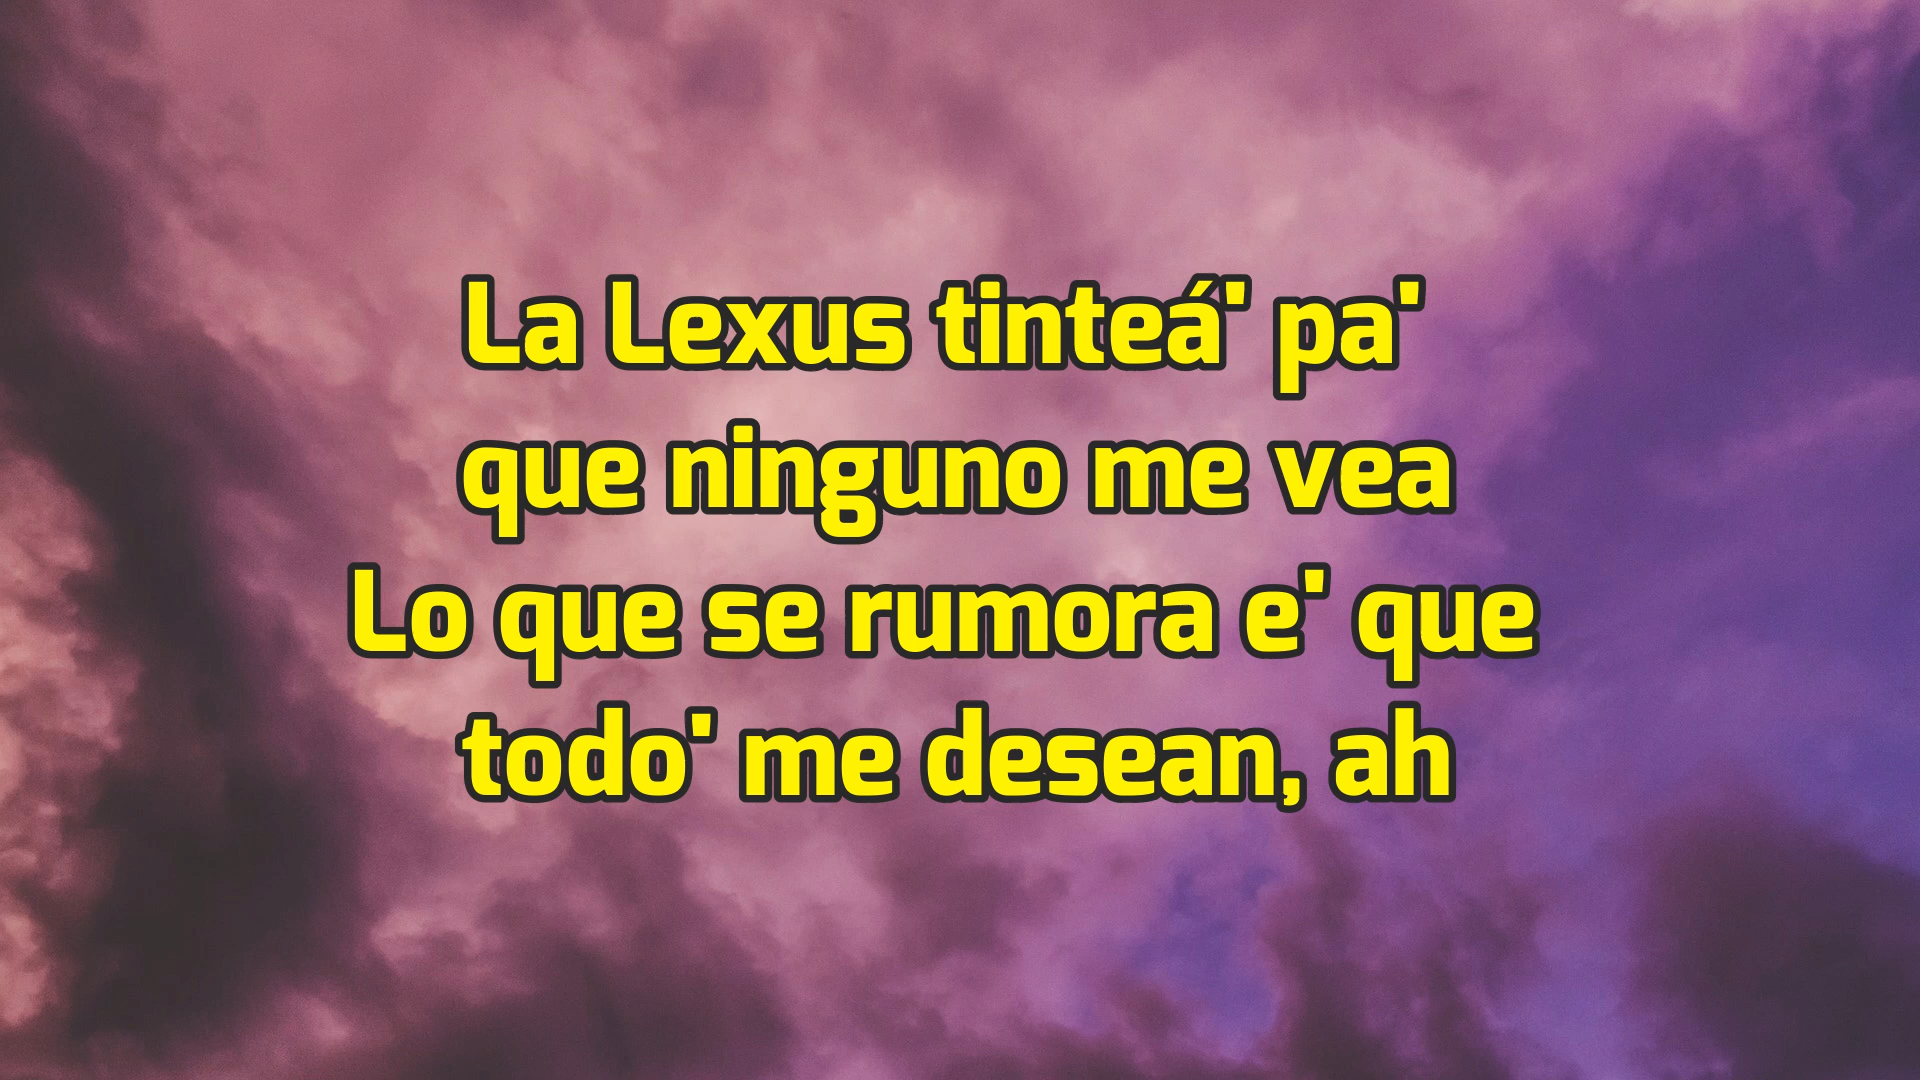 La Lexus tinteá' pa'
que ninguno me vea
Lo que se rumora e' que
todo' me desean, ah